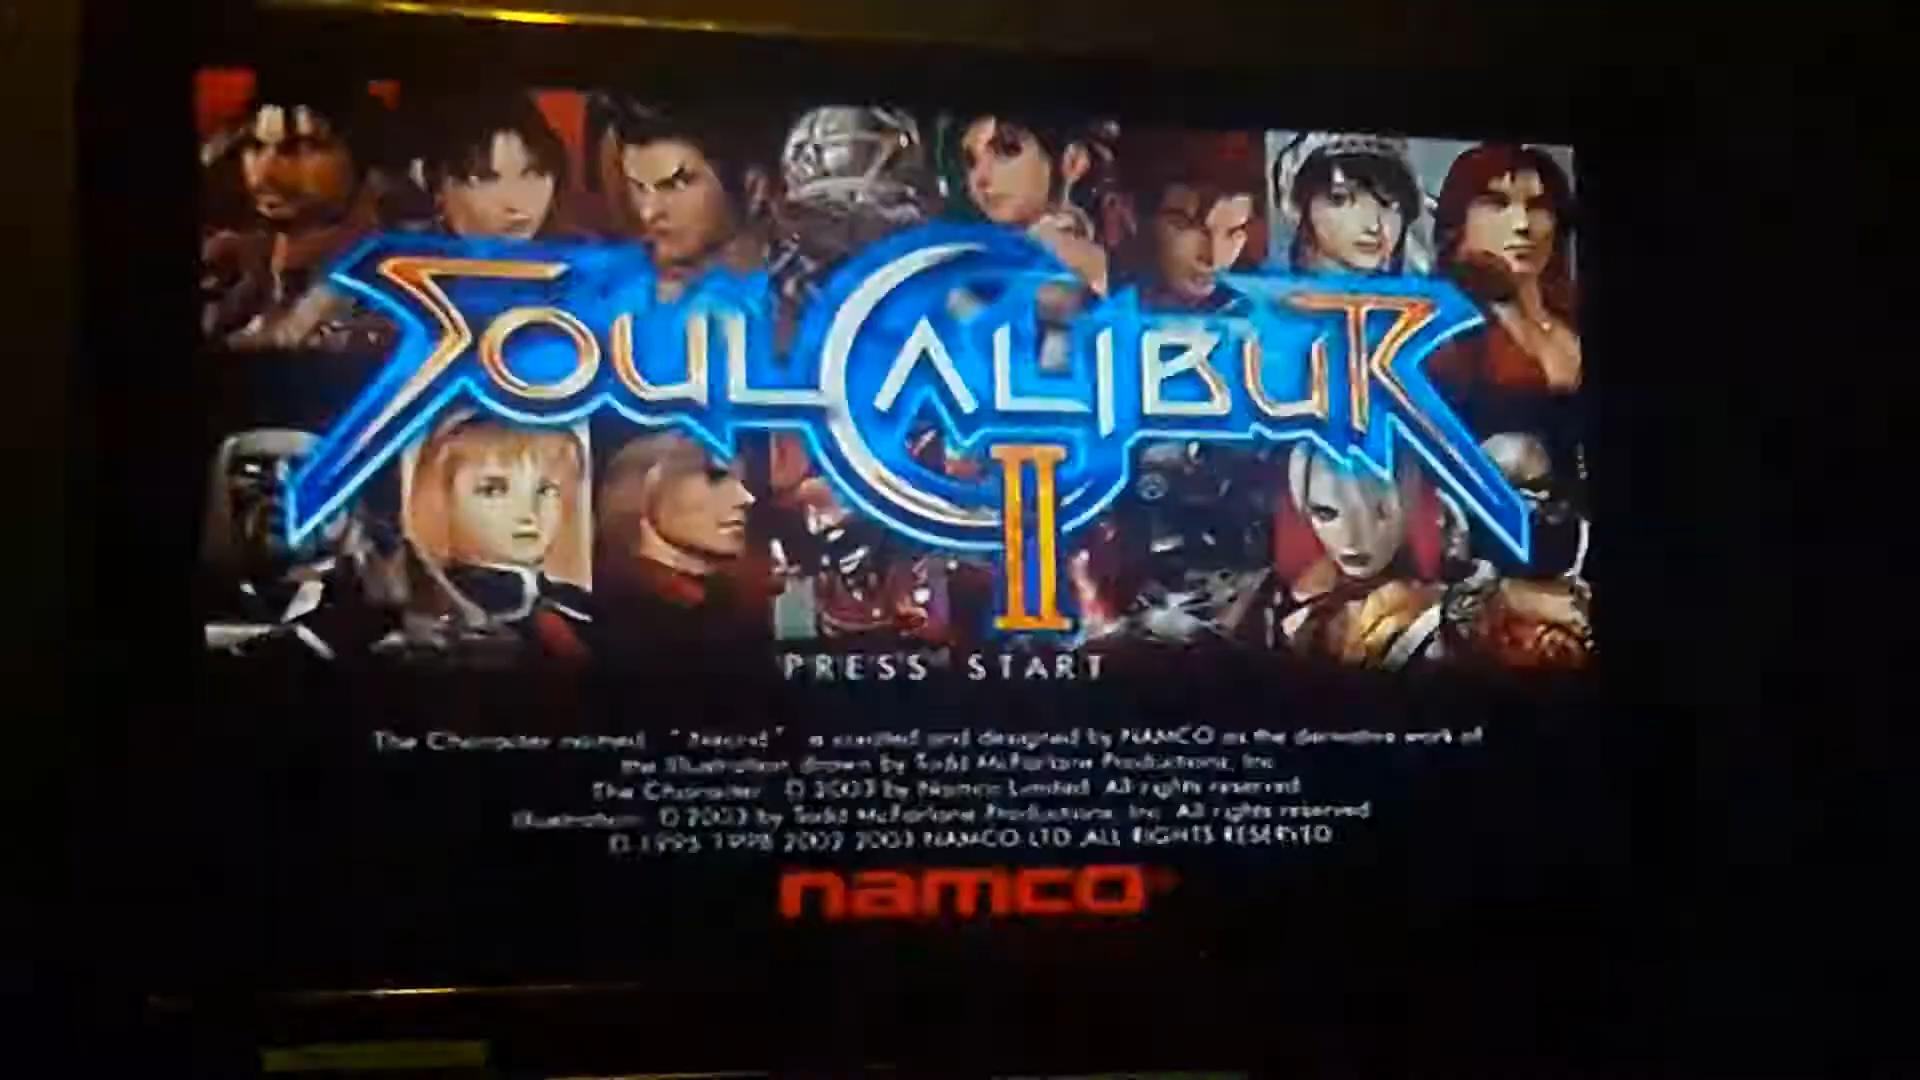 SOULCALIBUR
II
PRESS START
The Character named "Necrid" is created and designed by NAMCO as the derivative work of
the illustration drawn by Todd McFarlane Productions, Inc.
The Character: © 2003 by Namco Limited. All rights reserved.
Illustration: © 2003 by Todd McFarlane Productions, Inc. All rights reserved.
© 1995 1998 2002 2003 NAMCO LTD.,ALL RIGHTS RESERVED
namco